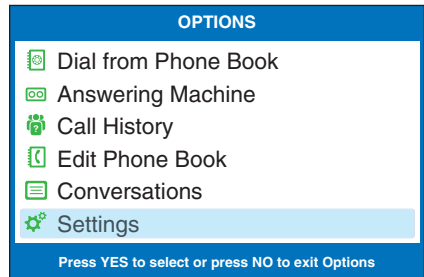 OPTIONS
Dial from Phone Book
Answering Machine
Call History
Edit Phone Book
Conversations
Settings
Press YES to select or press NO to exit Options